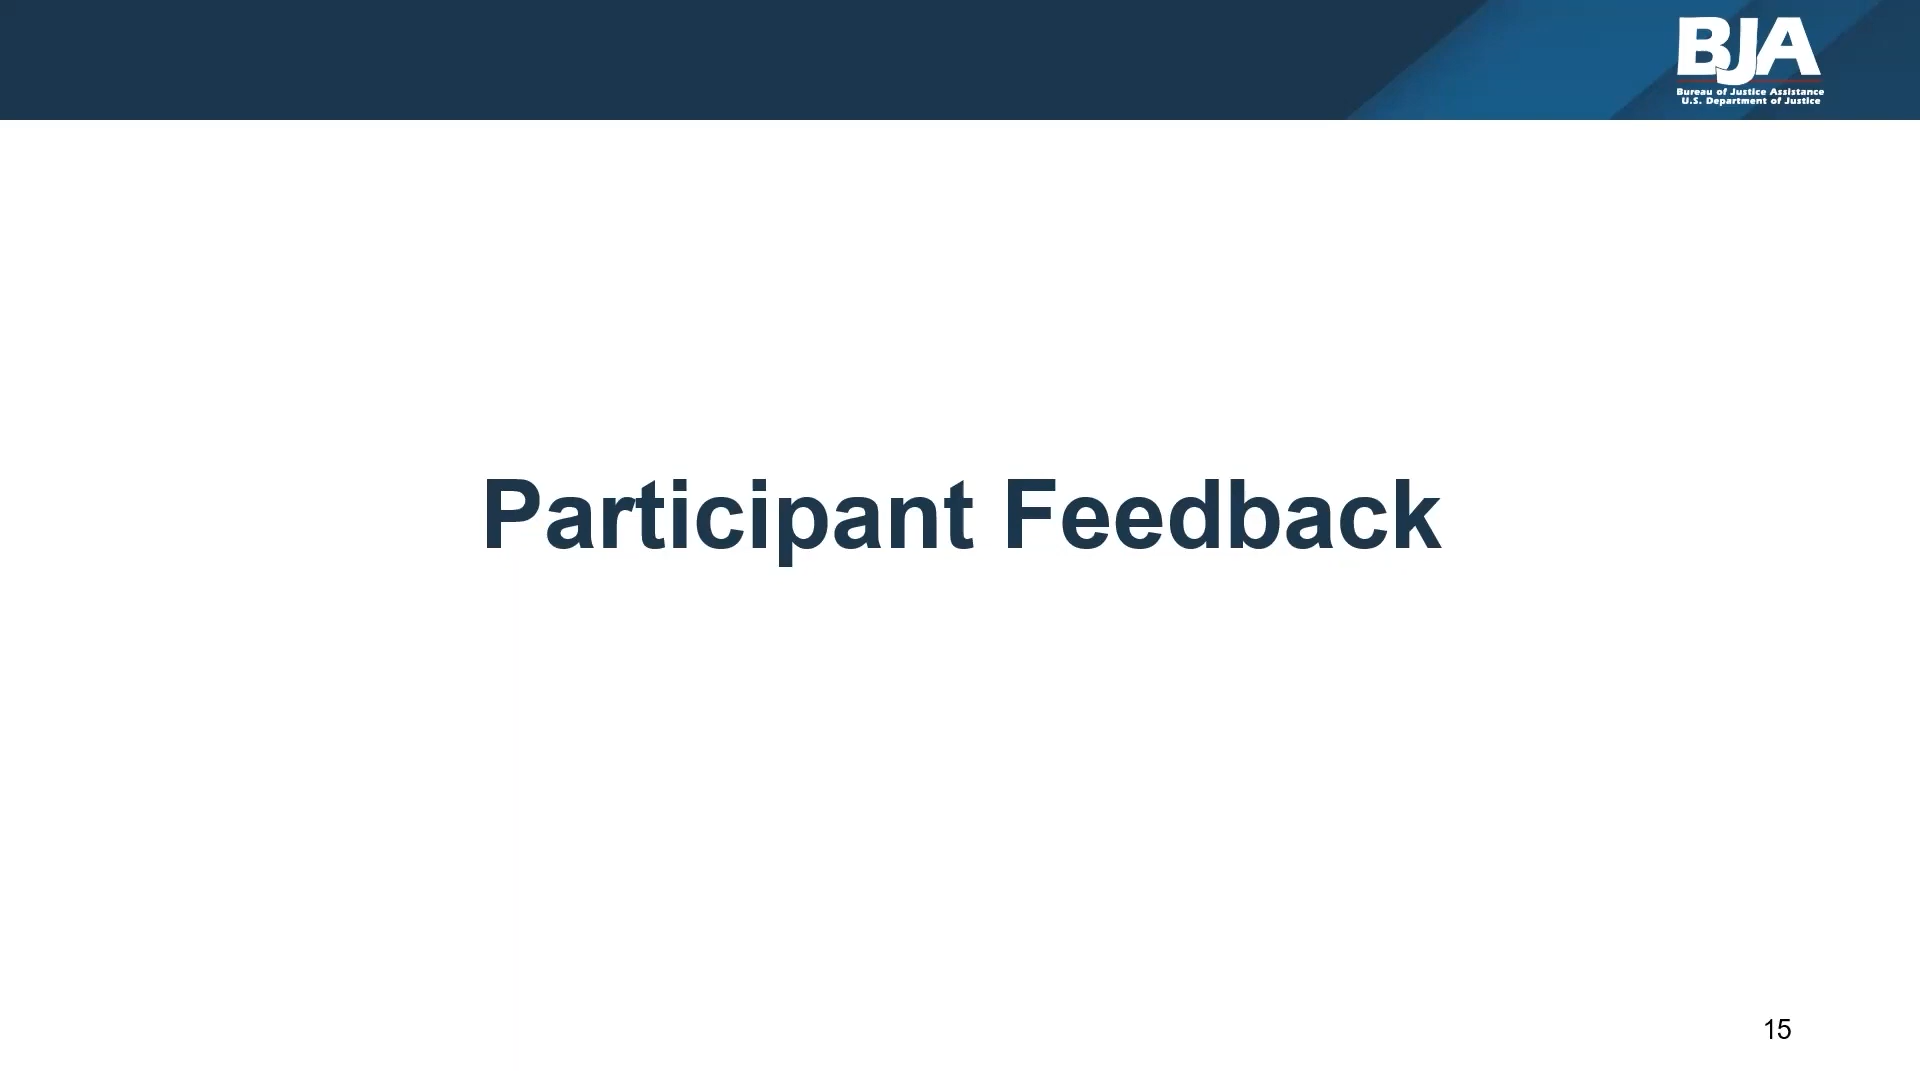 BJA
Bureau of Justice Assistance
U.S. Department of Justice
Participant Feedback
15